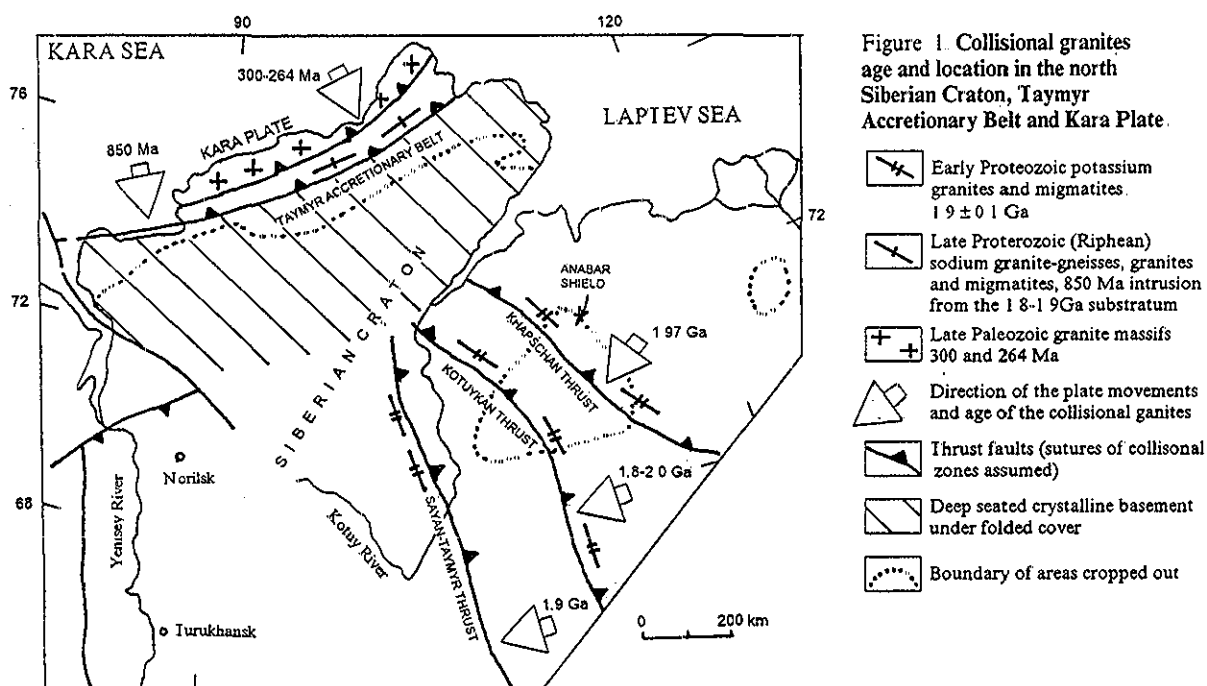 90
120
KARA SEA
300-264 Ma
76
LAPTEV SEA
KARA PLATE
850 Ma
TAYMYR ACCRETIONARY BELT
72
ANABAR
SHIELD
72
SIBERIAN CRATON
KHAPSCHAN THRUST
1 97 Ga
KOTUYKAN THRUST
Norilsk
68
1.8-2 0 Ga
Yenisey River
Kotuy River
SAYAN-TAYMYR THRUST
1.9 Ga
0 200 km
Turukhansk
Figure 1. Collisional granites
age and location in the north
Siberian Craton, Taymyr
Accretionary Belt and Kara Plate.
Early Proteozoic potassium
granites and migmatites.
1 9 ± 0 1 Ga
Late Proterozoic (Riphean)
sodium granite-gneisses, granites
and migmatites, 850 Ma intrusion
from the 1 8-1 9Ga substratum
Late Paleozoic granite massifs
300 and 264 Ma
Direction of the plate movements
and age of the collisional ganites
Thrust faults (sutures of collisonal
zones assumed)
Deep seated crystalline basement
under folded cover
Boundary of areas cropped out